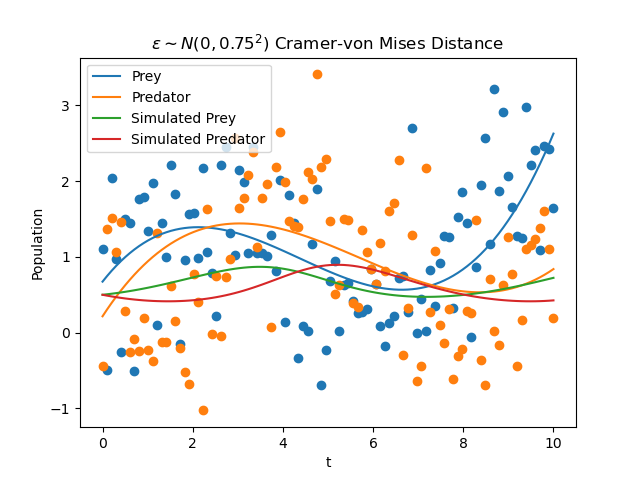 ε ~ N(0, 0.75²) Cramer-von Mises Distance
Prey
Predator
Simulated Prey
Simulated Predator
Population
3
2
1
0
−1
0 2 4 6 8 10
t